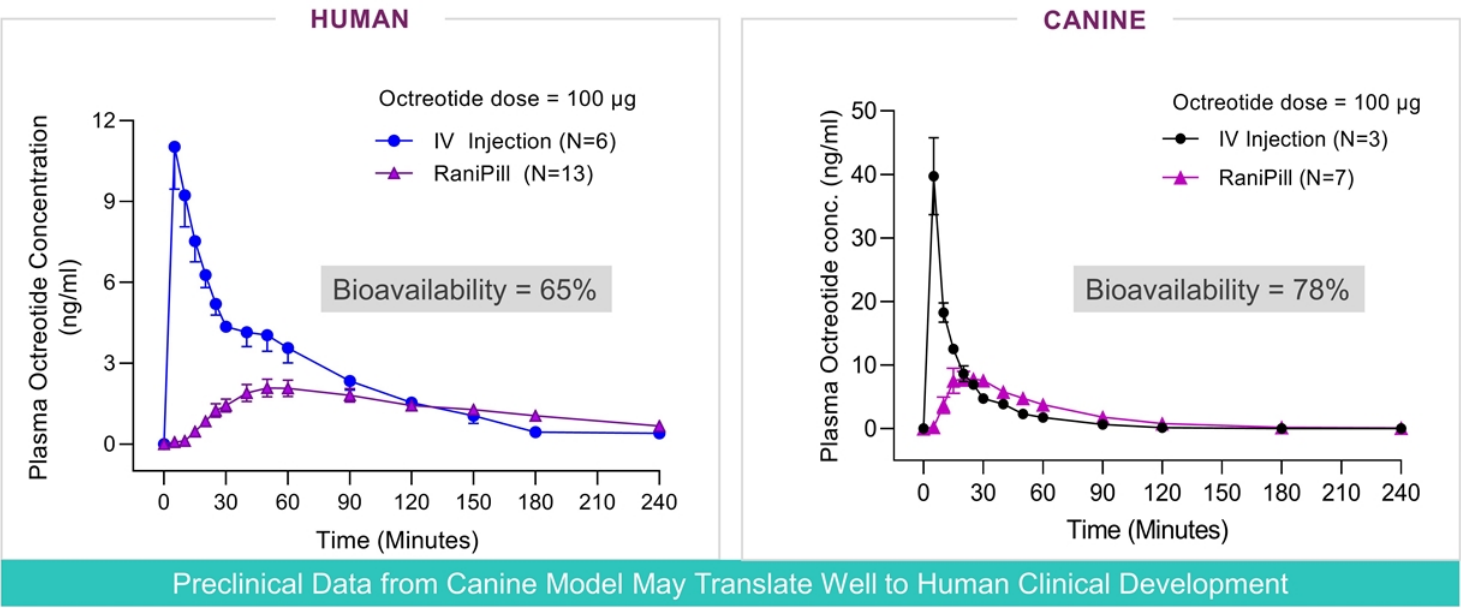 HUMAN
Octreotide dose = 100 µg
IV Injection (N=6)
RaniPill (N=13)
Bioavailability = 65%
Plasma Octreotide Concentration
(ng/ml)
12
9
6
3
0
0 30 60 90 120 150 180 210 240
Time (Minutes)
CANINE
Octreotide dose = 100 µg
IV Injection (N=3)
RaniPill (N=7)
Bioavailability = 78%
Plasma Octreotide conc. (ng/ml)
50
40
30
20
10
0
0 30 60 90 120 150 180 210 240
Time (Minutes)
Preclinical Data from Canine Model May Translate Well to Human Clinical Development